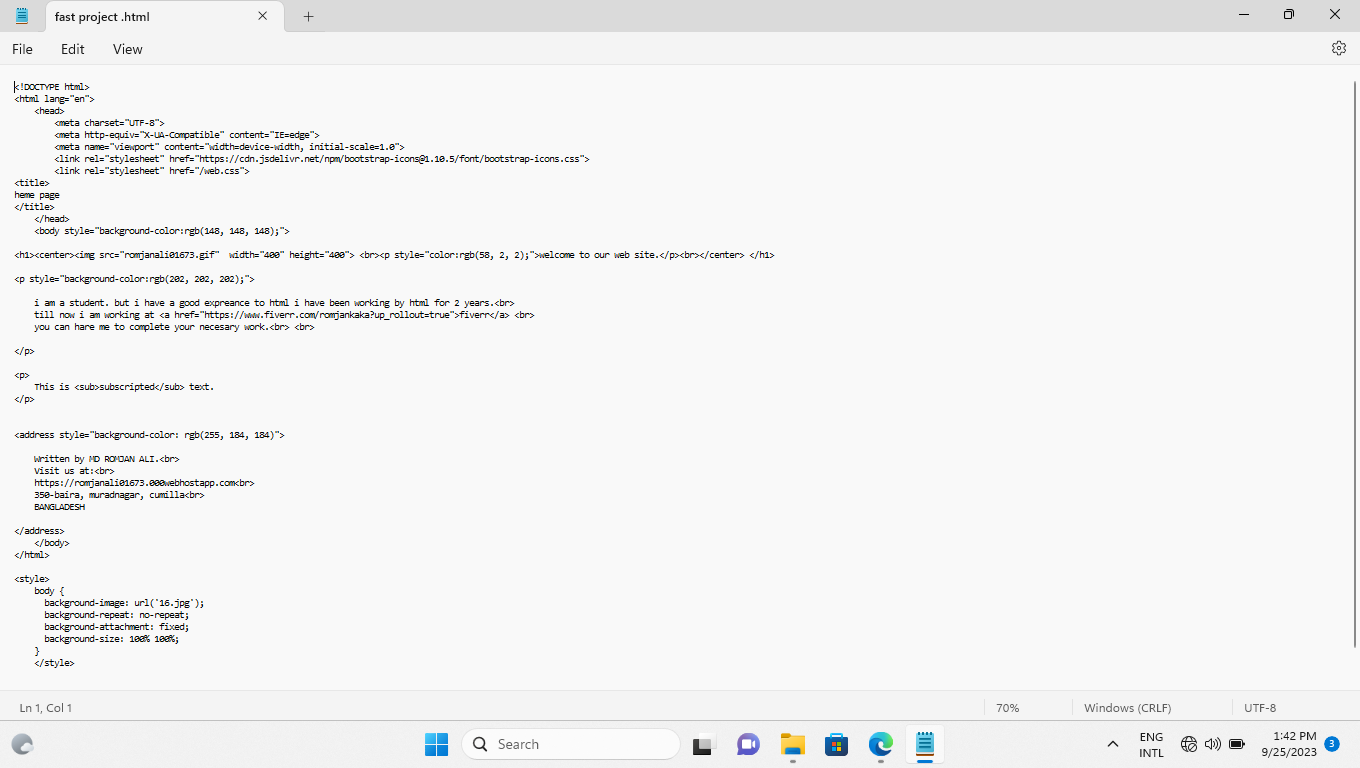 fast project .html
File Edit View
<!DOCTYPE html>
<html lang="en">
<head>
<meta charset="UTF-8">
<meta http-equiv="X-UA-Compatible" content="IE=edge">
<meta name="viewport" content="width=device-width, initial-scale=1.0">
<link rel="stylesheet" href="https://cdn.jsdelivr.net/npm/bootstrap-icons@1.10.5/font/bootstrap-icons.css">
<link rel="stylesheet" href="/web.css">
<title>
heme page
</title>
</head>
<body style="background-color:rgb(148, 148, 148);">
<h1><center><img src="romjanali01673.gif"  width="400" height="400"> <br><p style="color:rgb(58, 2, 2);">welcome to our web site.</p><br></center> </h1>
<p style="background-color:rgb(202, 202, 202);">
i am a student. but i have a good expreance to html i have been working by html for 2 years.<br>
till now i am working at <a href="https://www.fiverr.com/romjankaka?up_rollout=true">fiverr</a> <br>
you can hare me to complete your necesary work.<br> <br>
</p>
<p>
This is <sub>subscripted</sub> text.
</p>
<address style="background-color: rgb(255, 184, 184)">
Written by MD ROMJAN ALI.<br>
Visit us at:<br>
https://romjanali01673.000webhostapp.com<br>
350-baira, muradnagar, cumilla<br>
BANGLADESH
</address>
</body>
</html>
<style>
body {
background-image: url('16.jpg');
background-repeat: no-repeat;
background-attachment: fixed;
background-size: 100% 100%;
}
</style>
Ln 1, Col 1 70% Windows (CRLF) UTF-8
Search ENG INTL 1:42 PM 9/25/2023 3